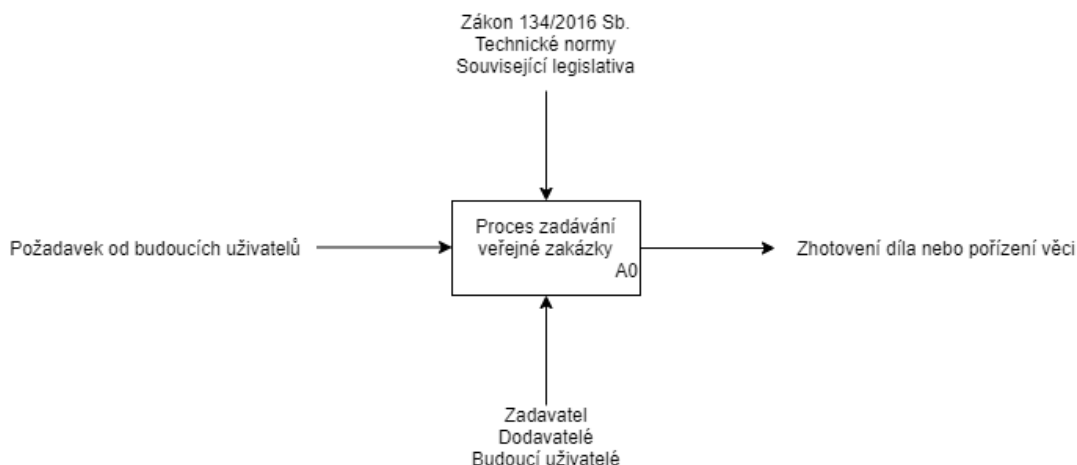 Zákon 134/2016 Sb.
Technické normy
Související legislativa
Požadavek od budoucích uživatelů
Proces zadávání
veřejné zakázky
A0
Zhotovení díla nebo pořízení věci
Zadavatel
Dodavatelé
Budoucí uživatelé